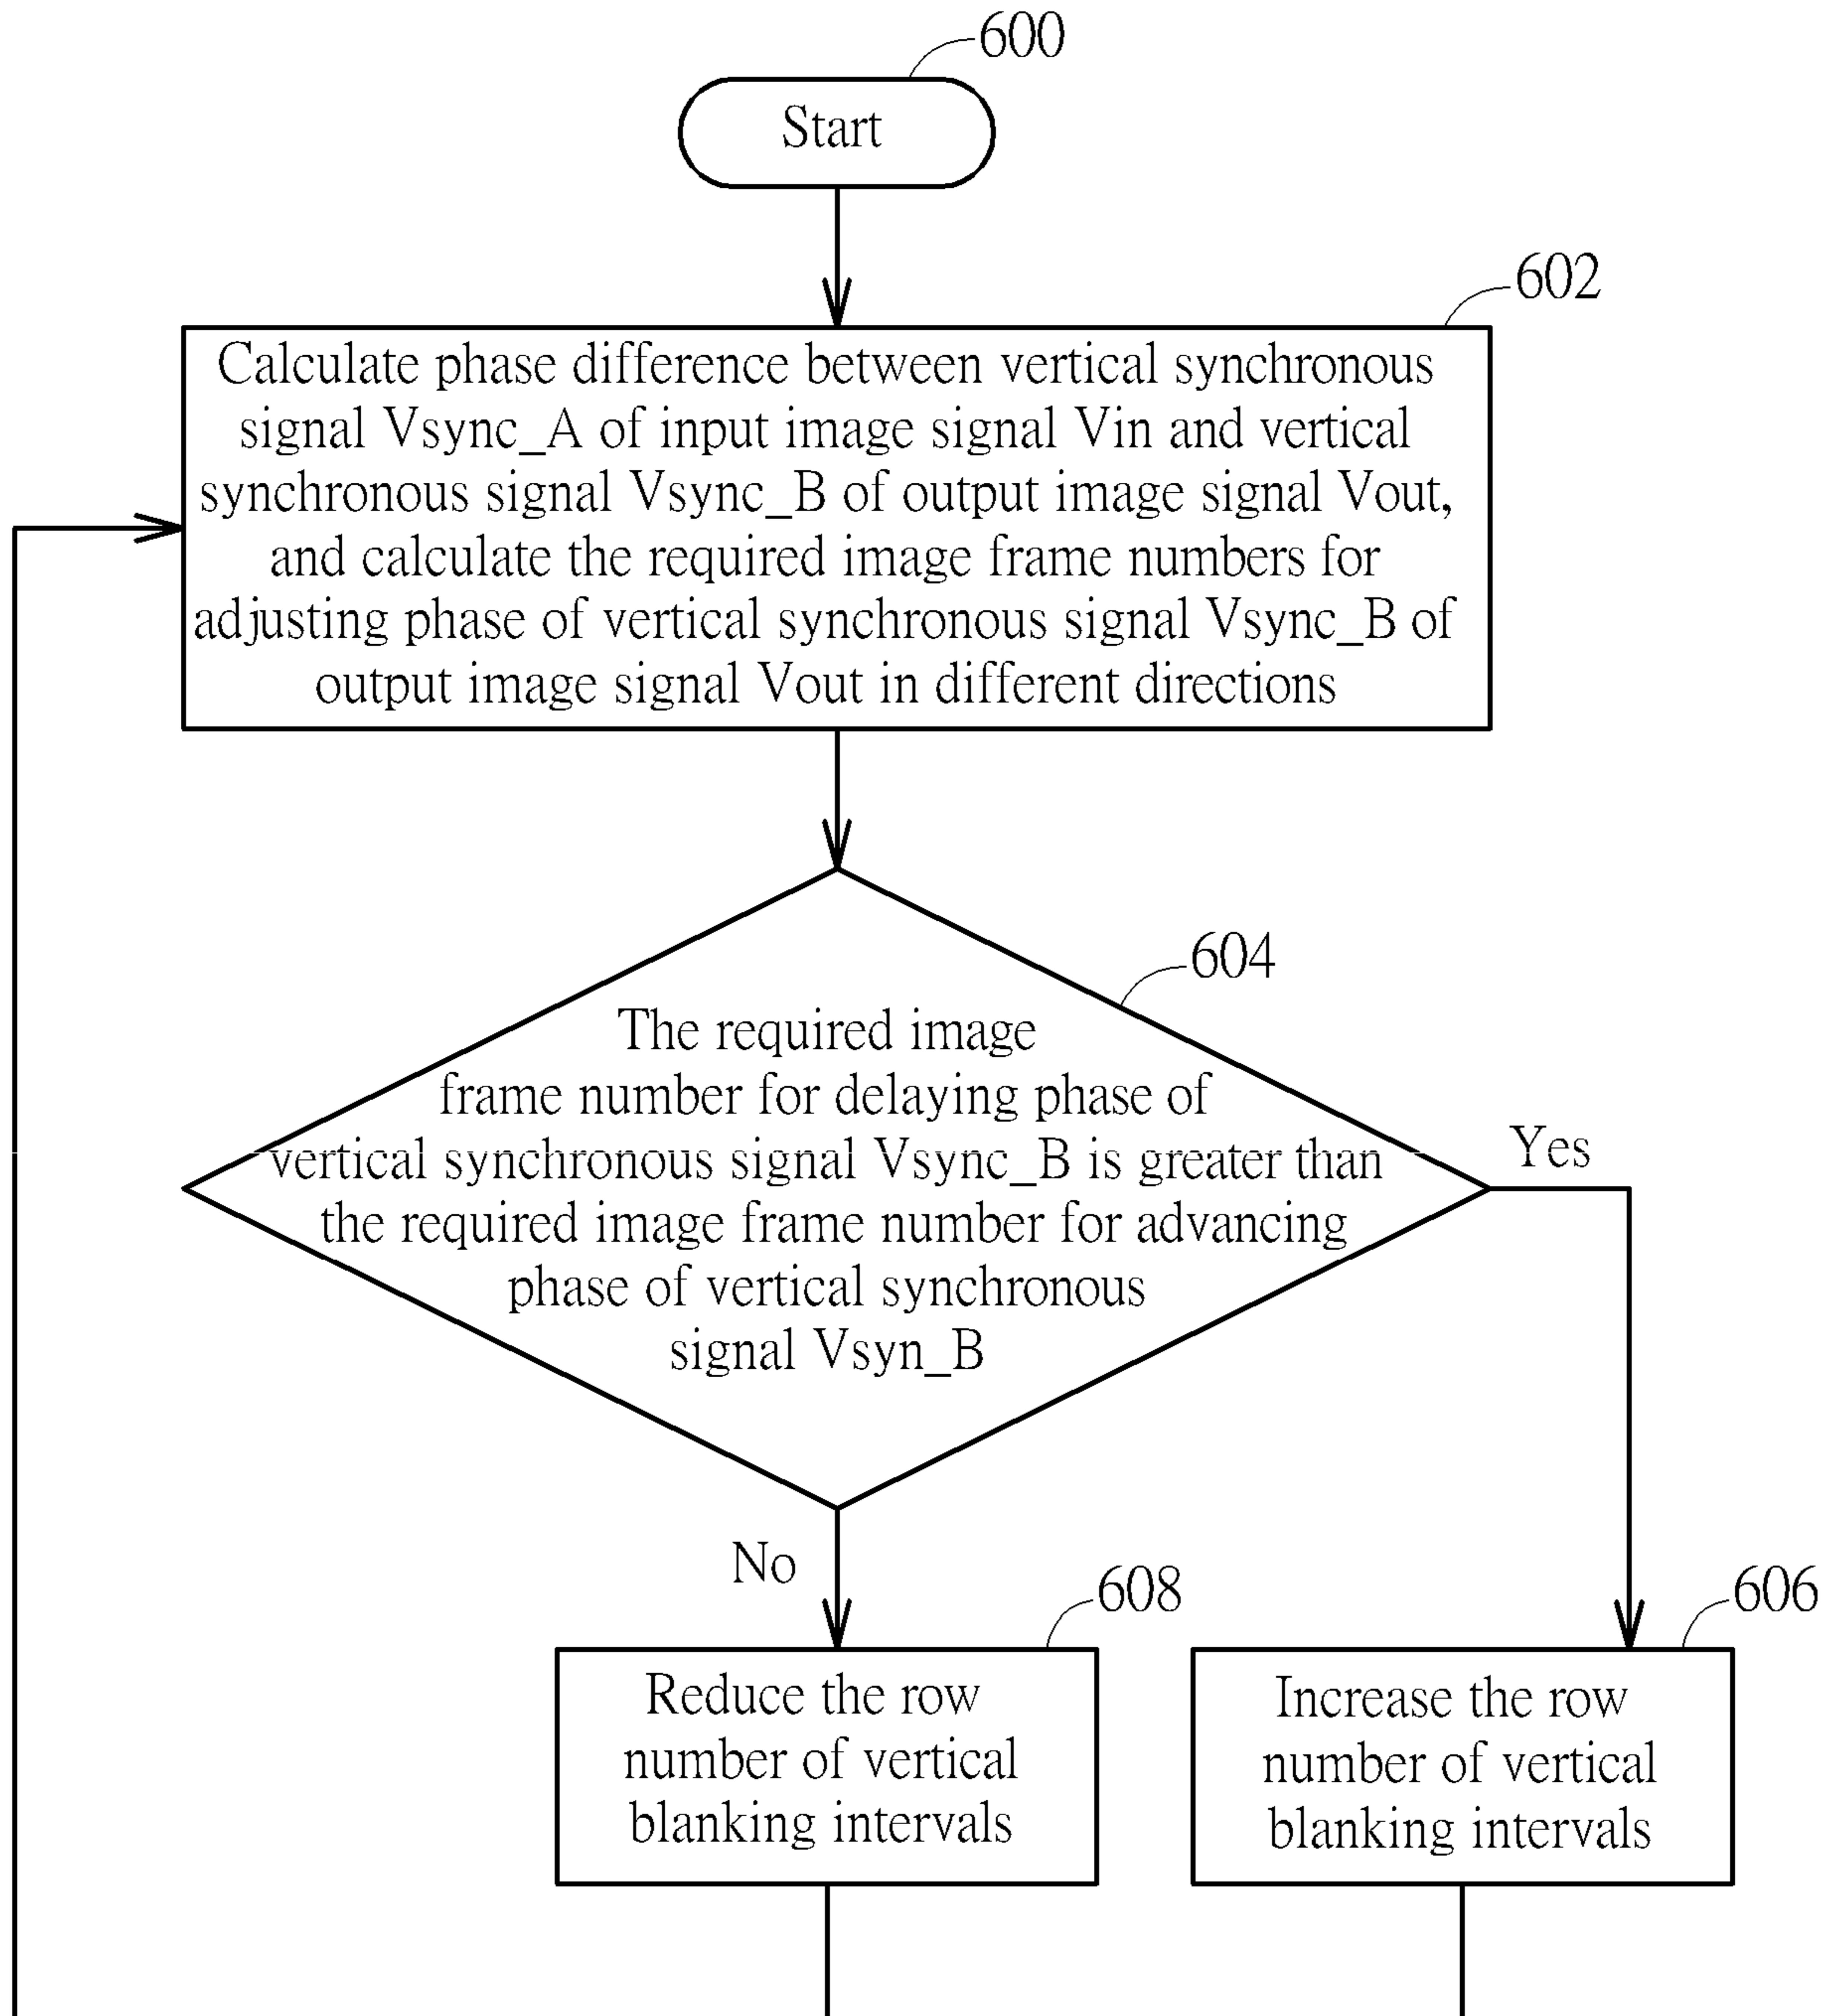 600
Start
602
Calculate phase difference between vertical synchronous
signal Vsync_A of input image signal Vin and vertical
synchronous signal Vsync_B of output image signal Vout,
and calculate the required image frame numbers for
adjusting phase of vertical synchronous signal Vsync_B of
output image signal Vout in different directions
604
The required image
frame number for delaying phase of
vertical synchronous signal Vsync_B is greater than
the required image frame number for advancing
phase of vertical synchronous
signal Vsyn_B
Yes
No
608
Reduce the row
number of vertical
blanking intervals
606
Increase the row
number of vertical
blanking intervals